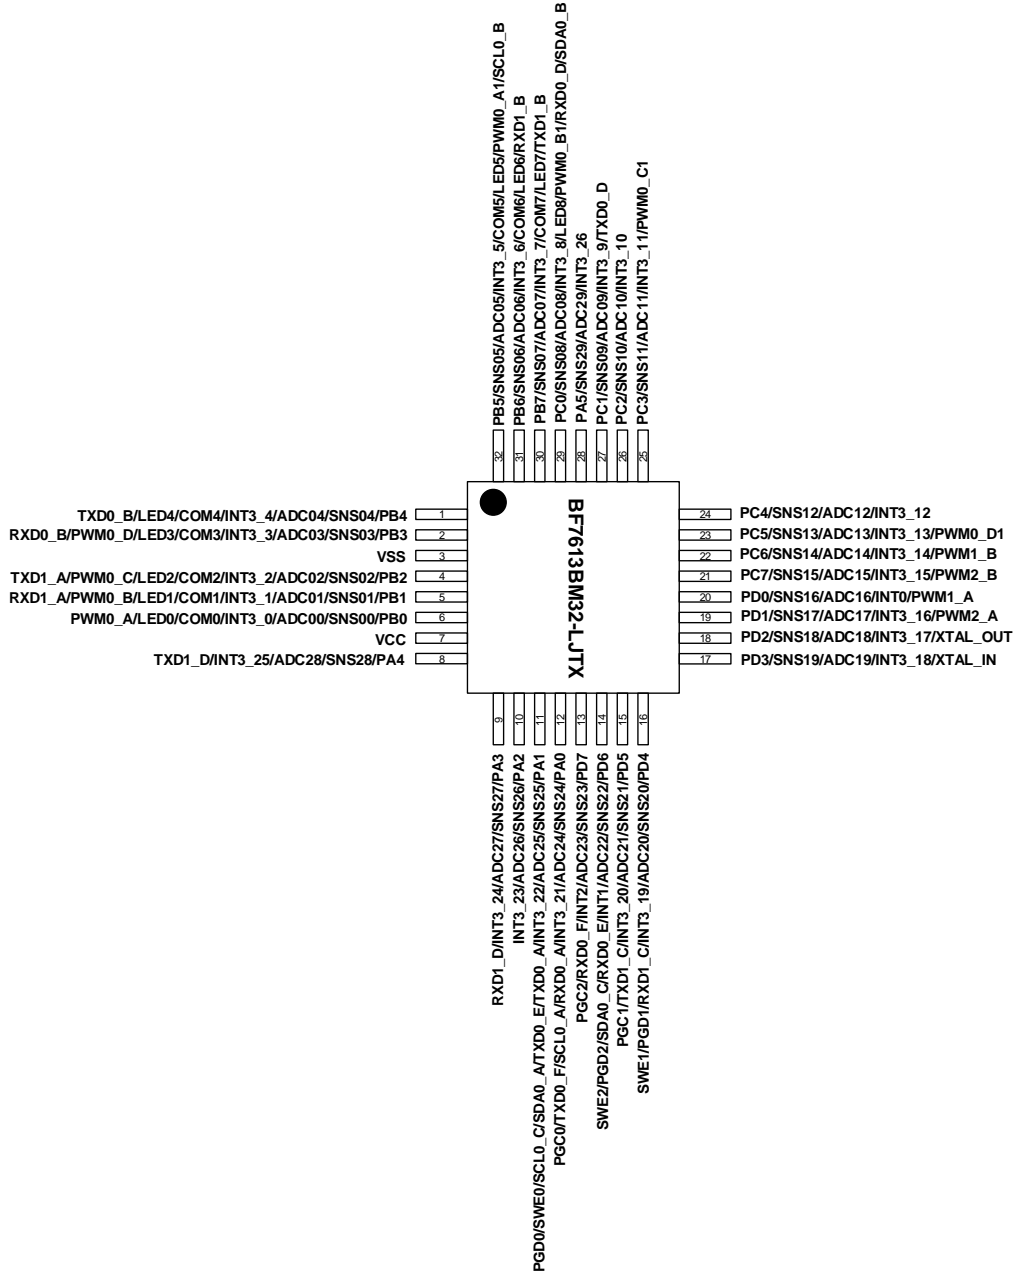 PB5/SNS05/ADC05/INT3_5/COM5/LED5/PWM0_A1/SCL0_B
PB6/SNS06/ADC06/INT3_6/COM6/LED6/RXD1_B
PB7/SNS07/ADC07/INT3_7/COM7/LED7/TXD1_B
PC0/SNS08/ADC08/INT3_8/LED8/PWM0_B1/RXD0_D/SDA0_B
PA5/SNS29/ADC29/INT3_26
PC1/SNS09/ADC09/INT3_9/TXD0_D
PC2/SNS10/ADC10/INT3_10
PC3/SNS11/ADC11/INT3_11/PWM0_C1
32
31
30
29
28
27
26
25
TXD0_B/LED4/COM4/INT3_4/ADC04/SNS04/PB4
1
RXD0_B/PWM0_D/LED3/COM3/INT3_3/ADC03/SNS03/PB3
2
VSS
3
TXD1_A/PWM0_C/LED2/COM2/INT3_2/ADC02/SNS02/PB2
4
RXD1_A/PWM0_B/LED1/COM1/INT3_1/ADC01/SNS01/PB1
5
PWM0_A/LED0/COM0/INT3_0/ADC00/SNS00/PB0
6
VCC
7
TXD1_D/INT3_25/ADC28/SNS28/PA4
8
BF7613BM32-LJTX
24
PC4/SNS12/ADC12/INT3_12
23
PC5/SNS13/ADC13/INT3_13/PWM0_D1
22
PC6/SNS14/ADC14/INT3_14/PWM1_B
21
PC7/SNS15/ADC15/INT3_15/PWM2_B
20
PD0/SNS16/ADC16/INT0/PWM1_A
19
PD1/SNS17/ADC17/INT3_16/PWM2_A
18
PD2/SNS18/ADC18/INT3_17/XTAL_OUT
17
PD3/SNS19/ADC19/INT3_18/XTAL_IN
9
10
11
12
13
14
15
16
RXD1_D/INT3_24/ADC27/SNS27/PA3
INT3_23/ADC26/SNS26/PA2
PGD0/SWE0/SCL0_C/SDA0_A/TXD0_E/TXD0_A/INT3_22/ADC25/SNS25/PA1
PGC0/TXD0_F/SCL0_A/RXD0_A/INT3_21/ADC24/SNS24/PA0
PGC2/RXD0_F/INT2/ADC23/SNS23/PD7
SWE2/PGD2/SDA0_C/RXD0_E/INT1/ADC22/SNS22/PD6
PGC1/TXD1_C/INT3_20/ADC21/SNS21/PD5
SWE1/PGD1/RXD1_C/INT3_19/ADC20/SNS20/PD4